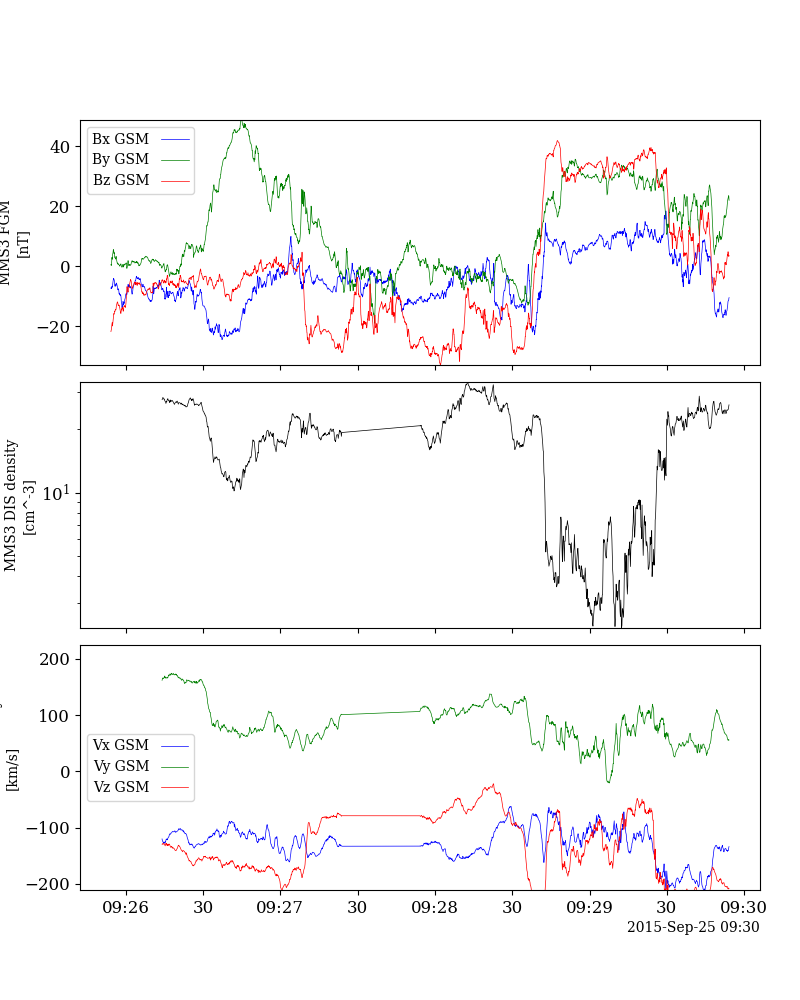 MMS3 FGM
[nT]
40
20
0
−20
Bx GSM
By GSM
Bz GSM
MMS3 DIS density
[cm^-3]
10^1
[km/s]
200
100
0
−100
−200
Vx GSM
Vy GSM
Vz GSM
09:26 30 09:27 30 09:28 30 09:29 30 09:30
2015-Sep-25 09:30